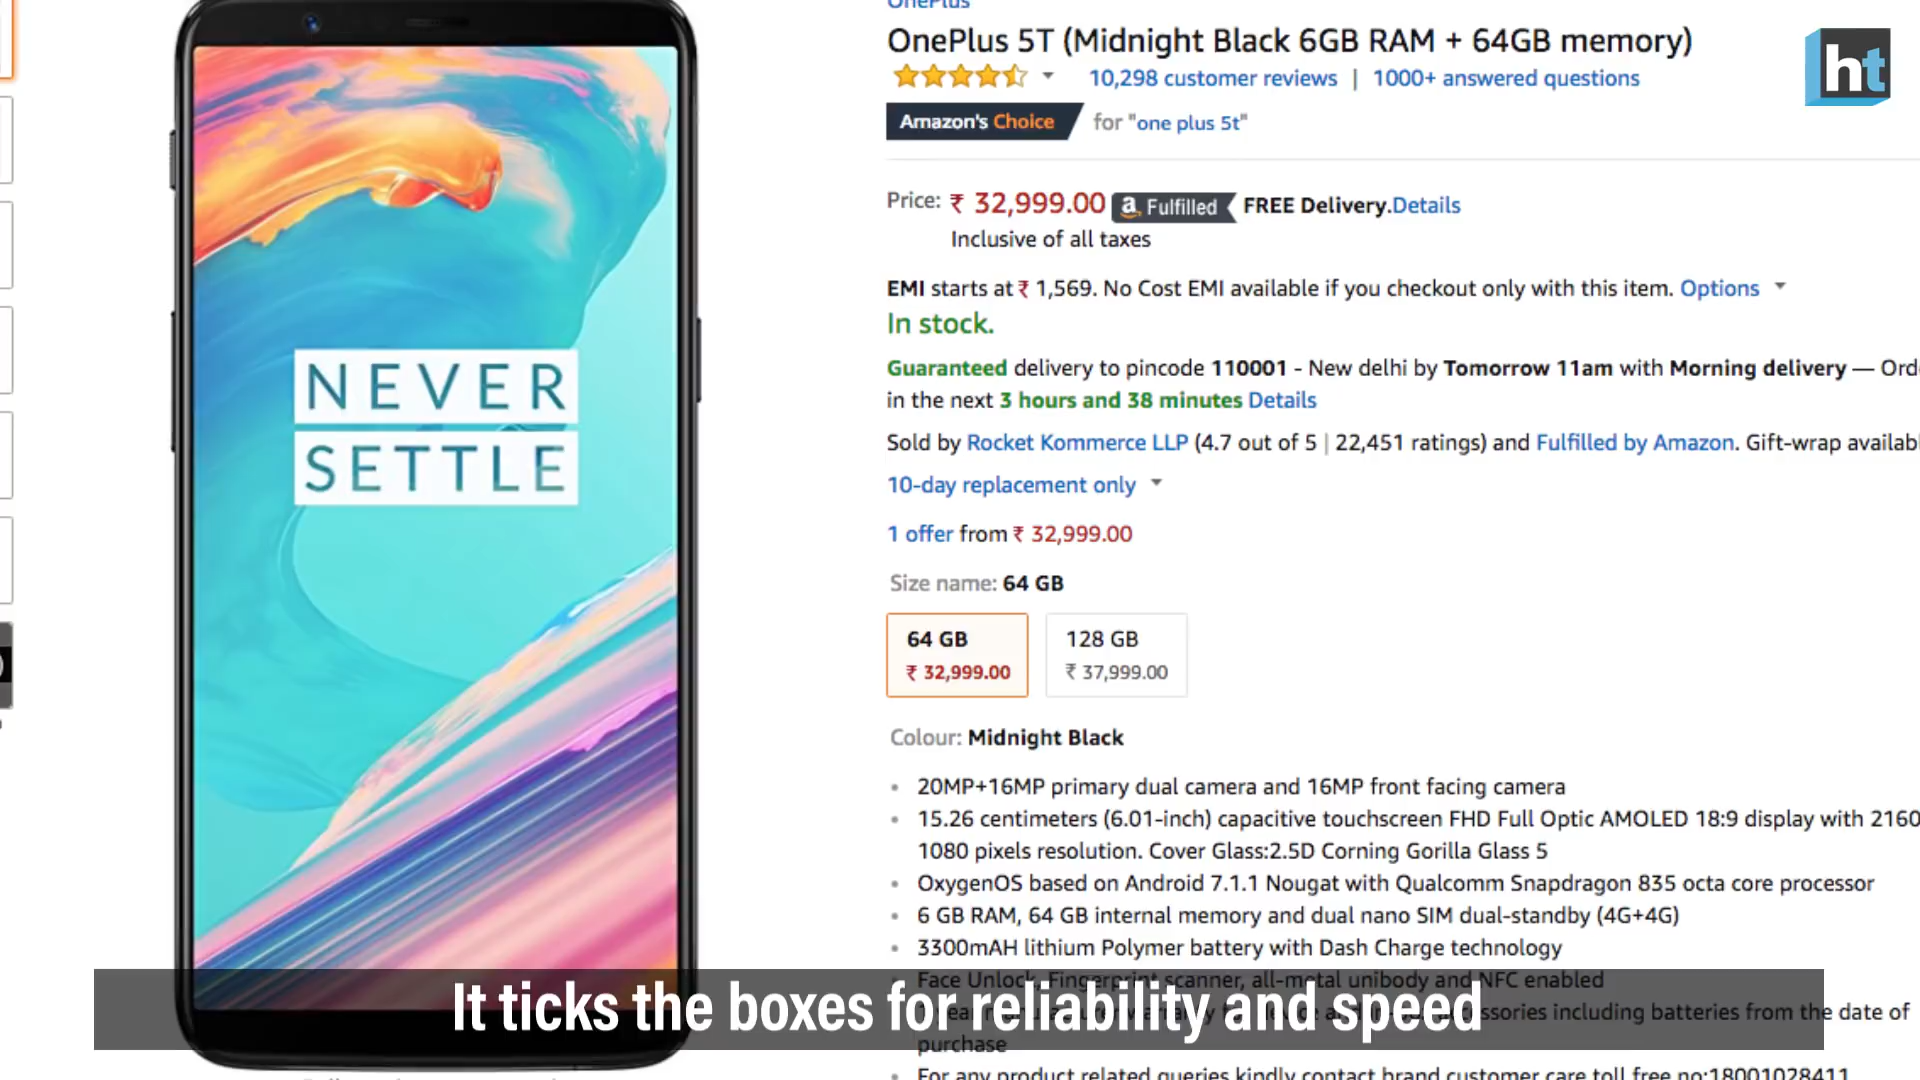 OnePlus
OnePlus 5T (Midnight Black 6GB RAM + 64GB memory)
10,298 customer reviews | 1000+ answered questions
ht
Amazon's Choice for "one plus 5t"
Price: ₹ 32,999.00 a Fulfilled FREE Delivery.Details
Inclusive of all taxes
EMI starts at ₹ 1,569. No Cost EMI available if you checkout only with this item. Options
In stock.
Guaranteed delivery to pincode 110001 - New delhi by Tomorrow 11am with Morning delivery —
in the next 3 hours and 38 minutes Details
Sold by Rocket Kommerce LLP (4.7 out of 5 | 22,451 ratings) and Fulfilled by Amazon. Gift-wrap
10-day replacement only
1 offer from ₹ 32,999.00
Size name: 64 GB
64 GB
₹ 32,999.00
128 GB
₹ 37,999.00
Colour: Midnight Black
20MP+16MP primary dual camera and 16MP front facing camera
15.26 centimeters (6.01-inch) capacitive touchscreen FHD Full Optic AMOLED 18:9 display with 2160
1080 pixels resolution. Cover Glass:2.5D Corning Gorilla Glass 5
OxygenOS based on Android 7.1.1 Nougat with Qualcomm Snapdragon 835 octa core processor
6 GB RAM, 64 GB internal memory and dual nano SIM dual-standby (4G+4G)
3300mAH lithium Polymer battery with Dash Charge technology
Face Unlock, Fingerprint scanner, all-metal unibody and NFC enabled
including batteries from the date of
purchase
For any product related queries kindly contact brand customer care toll free no:18001028411
NEVER
SETTLE
It ticks the boxes for reliability and speed